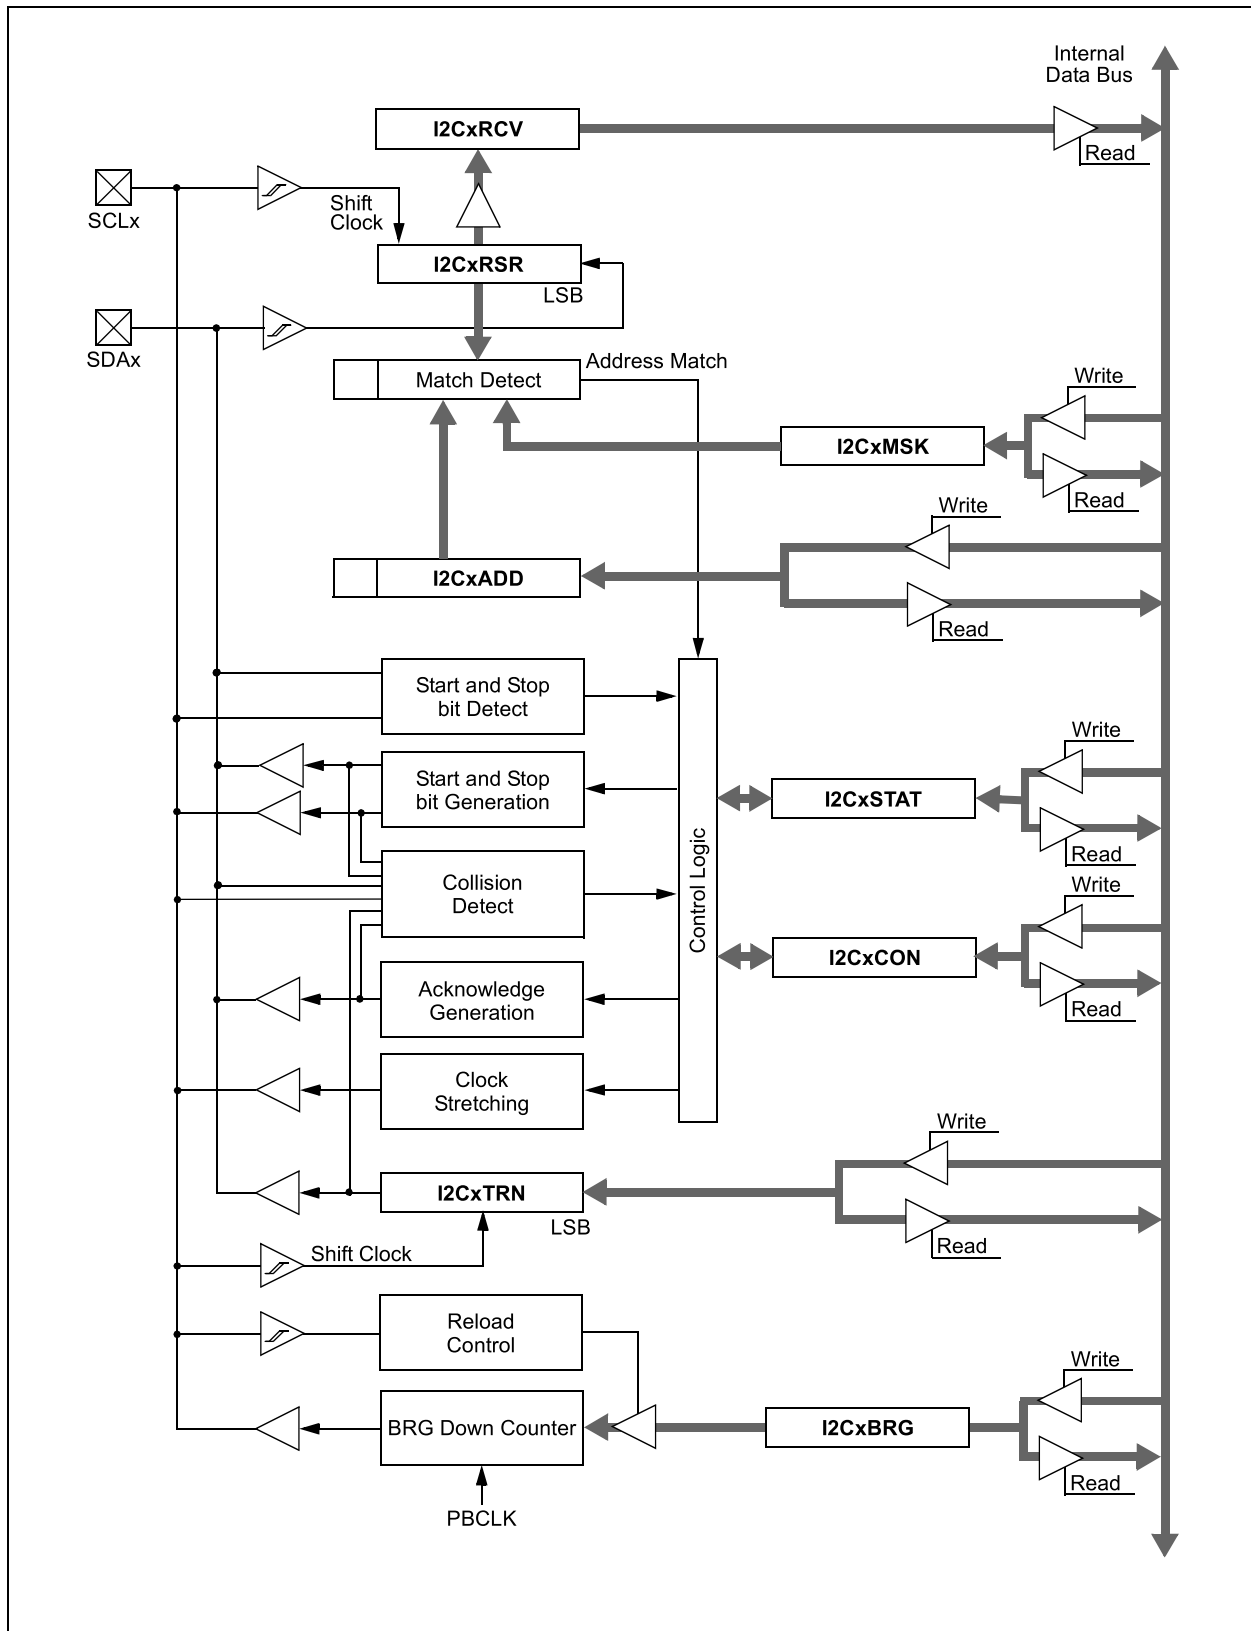 Internal
Data Bus
I2CxRCV
Read
SCLx
Shift
Clock
I2CxRSR
LSB
SDAx
Address Match
Match Detect
Write
I2CxMSK
Read
Write
I2CxADD
Read
Start and Stop
bit Detect
Write
Start and Stop
bit Generation
I2CxSTAT
Read
Control Logic
Collision
Detect
Write
I2CxCON
Read
Acknowledge
Generation
Clock
Stretching
Write
I2CxTRN
LSB
Read
Shift Clock
Reload
Control
Write
BRG Down Counter
I2CxBRG
Read
PBCLK